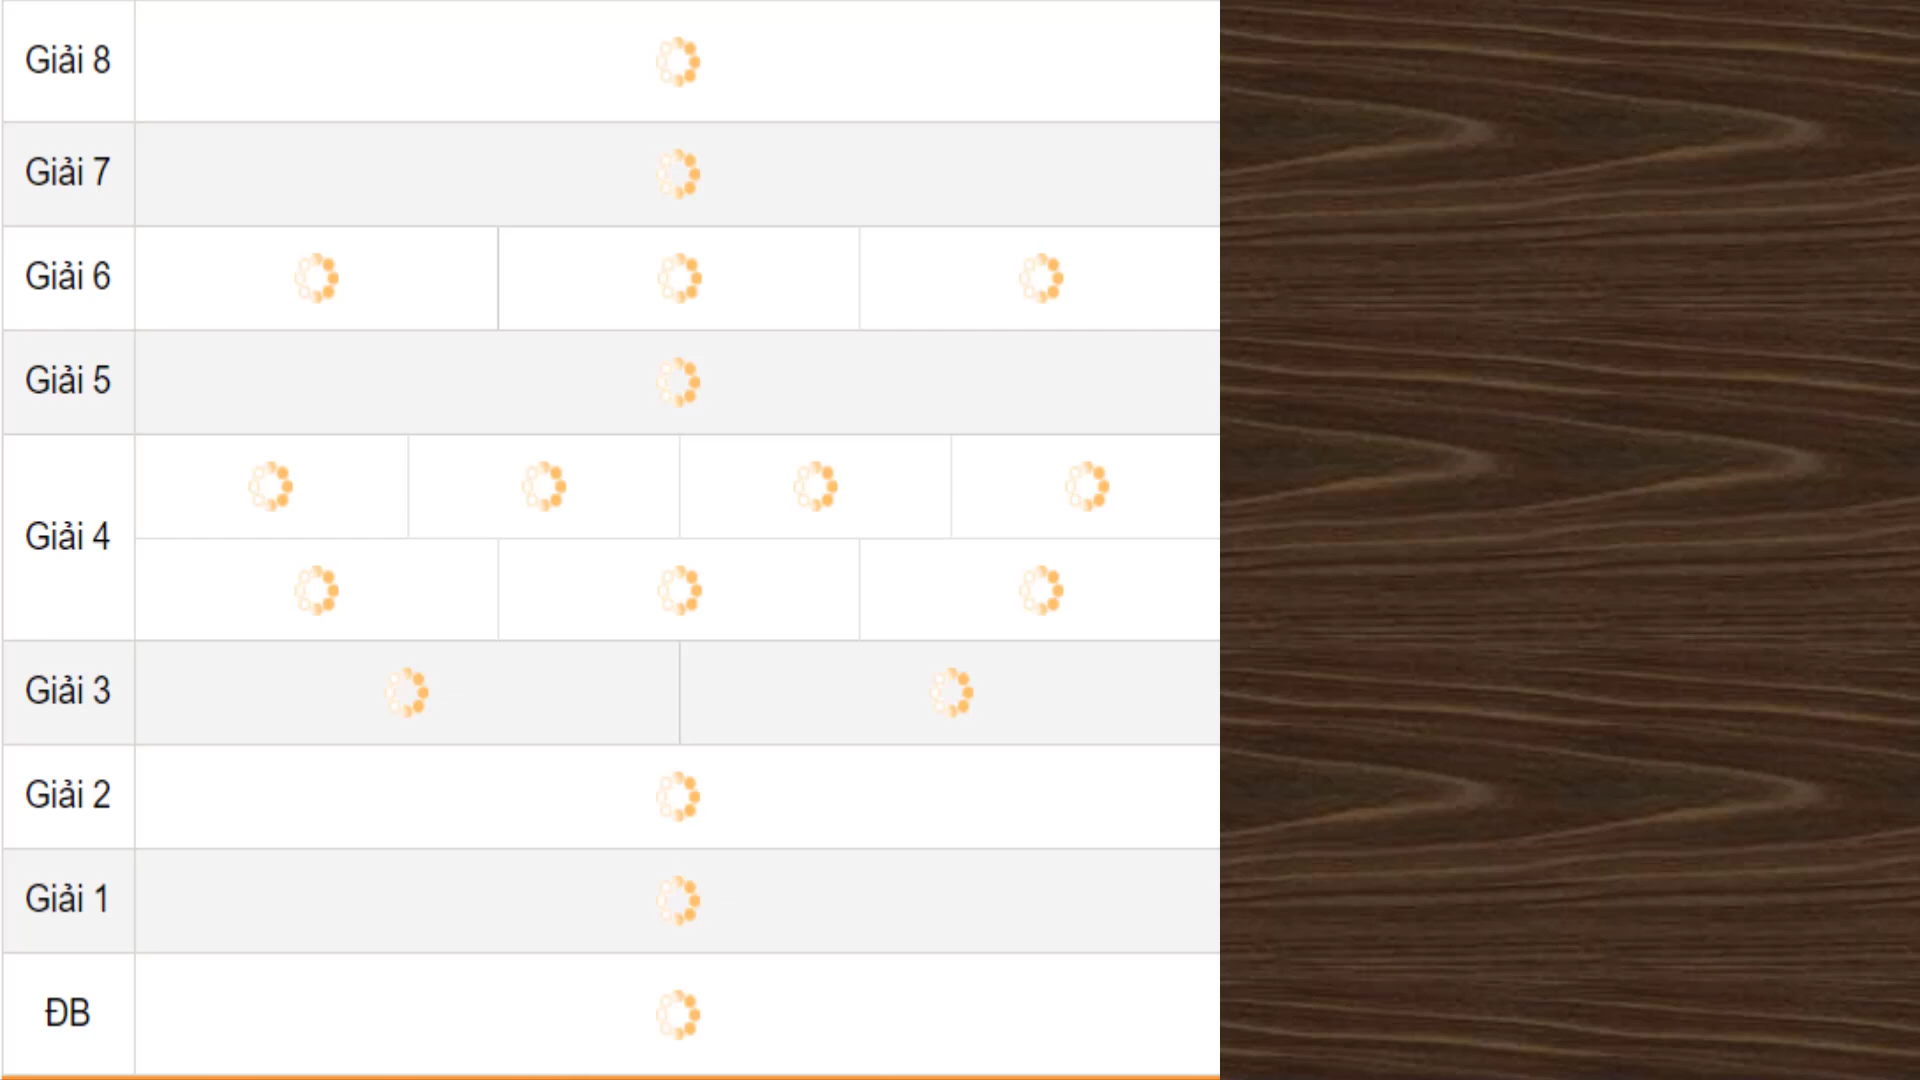 Giải 8
Giải 7
Giải 6
Giải 5
Giải 4
Giải 3
Giải 2
Giải 1
ĐB